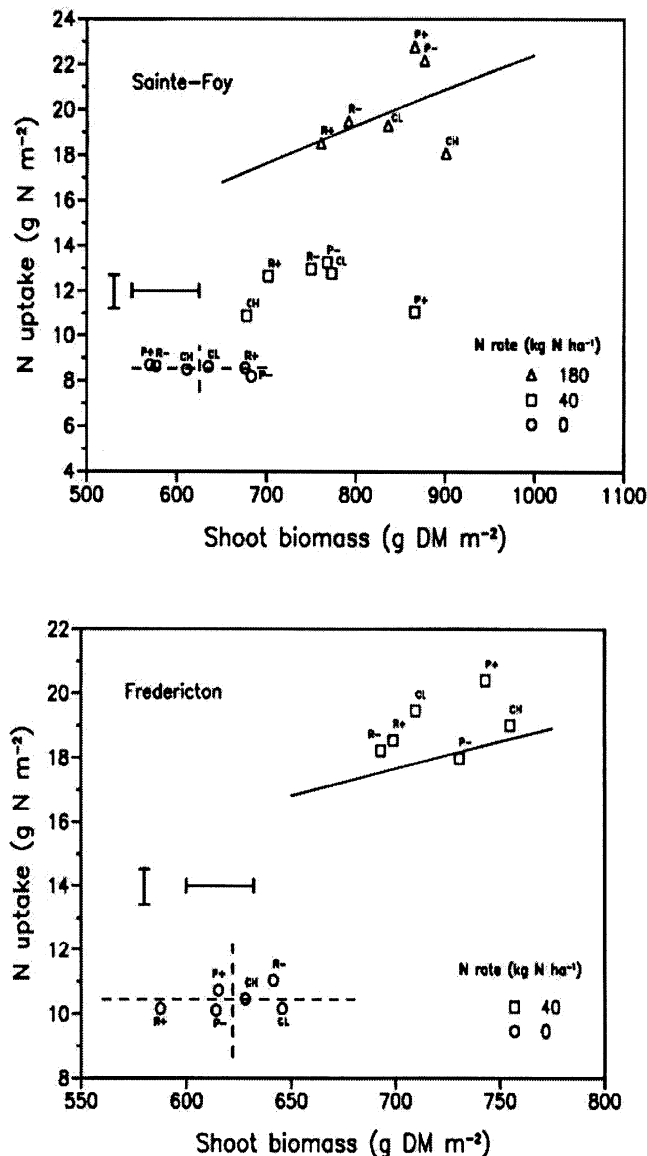 24
22
20
18
16
14
12
10
8
6
4
N uptake (g N m⁻²)
Sainte-Foy
P+
P-
R-
R+
CL
CH
R+
R-
P-
CL
CH
P+
P+
R-
CH
CL
R+
P-
N rate (kg N ha⁻¹)
180
40
0
500 600 700 800 900 1000 1100
Shoot biomass (g DM m⁻²)
22
20
18
16
14
12
10
8
N uptake (g N m⁻²)
Fredericton
P+
CL
CH
R-
R+
P-
P+
R-
CH
R+
P-
CL
N rate (kg N ha⁻¹)
40
0
550 600 650 700 750 800
Shoot biomass (g DM m⁻²)